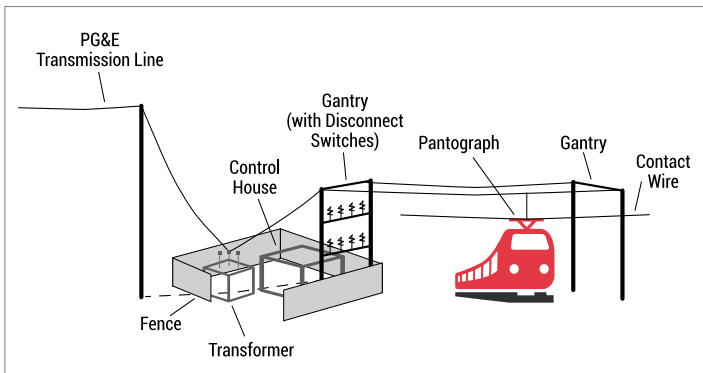 PG&E
Transmission Line
Gantry
(with Disconnect
Switches)
Pantograph
Gantry
Contact
Wire
Control
House
Fence
Transformer